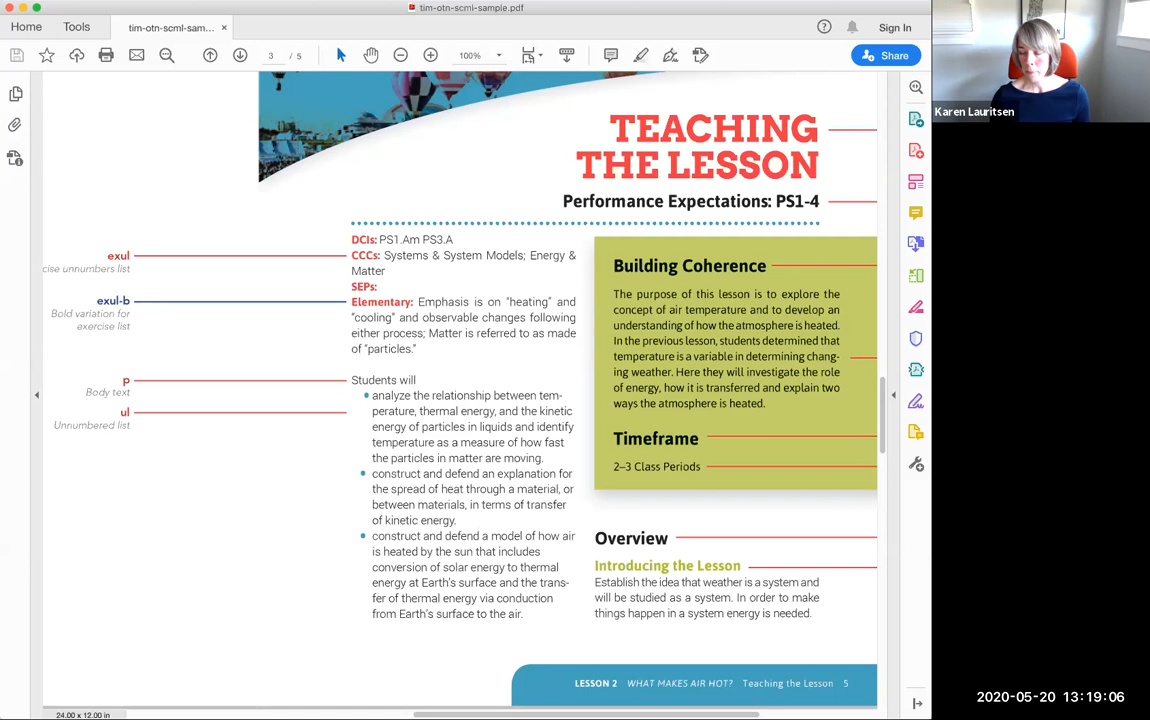 tim-otn-scml-sample.pdf
Home
Tools
tim-otn-scml-sam...
Sign In
3 / 5
100%
Share
Karen Lauritsen
TEACHING
THE LESSON
Performance Expectations: PS1-4
DCIs: PS1.Am PS3.A
CCCs: Systems & System Models; Energy &
Matter
SEPs:
Elementary: Emphasis is on “heating” and
“cooling” and observable changes following
either process; Matter is referred to as made
of “particles.”
exul
cise unnumbers list
exul-b
Bold variation for
exercise list
p
Body text
ul
Unnumbered list
Students will
• analyze the relationship between tem-
perature, thermal energy, and the kinetic
energy of particles in liquids and identify
temperature as a measure of how fast
the particles in matter are moving.
• construct and defend an explanation for
the spread of heat through a material, or
between materials, in terms of transfer
of kinetic energy.
• construct and defend a model of how air
is heated by the sun that includes
conversion of solar energy to thermal
energy at Earth’s surface and the trans-
fer of thermal energy via conduction
from Earth’s surface to the air.
Building Coherence
The purpose of this lesson is to explore the
concept of air temperature and to develop an
understanding of how the atmosphere is heated.
In the previous lesson, students determined that
temperature is a variable in determining chang-
ing weather. Here they will investigate the role
of energy, how it is transferred and explain two
ways the atmosphere is heated.
Timeframe
2–3 Class Periods
Overview
Introducing the Lesson
Establish the idea that weather is a system and
will be studied as a system. In order to make
things happen in a system energy is needed.
LESSON 2 WHAT MAKES AIR HOT? Teaching the Lesson 5
24.00 x 12.00 in
2020-05-20 13:19:06